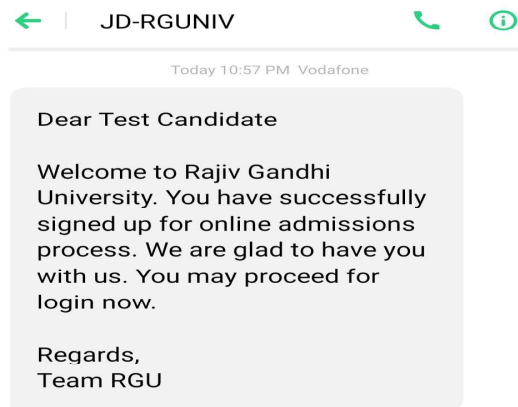 JD-RGUNIV
Today 10:57 PM Vodafone
Dear Test Candidate
Welcome to Rajiv Gandhi
University. You have successfully
signed up for online admissions
process. We are glad to have you
with us. You may proceed for
login now.
Regards,
Team RGU